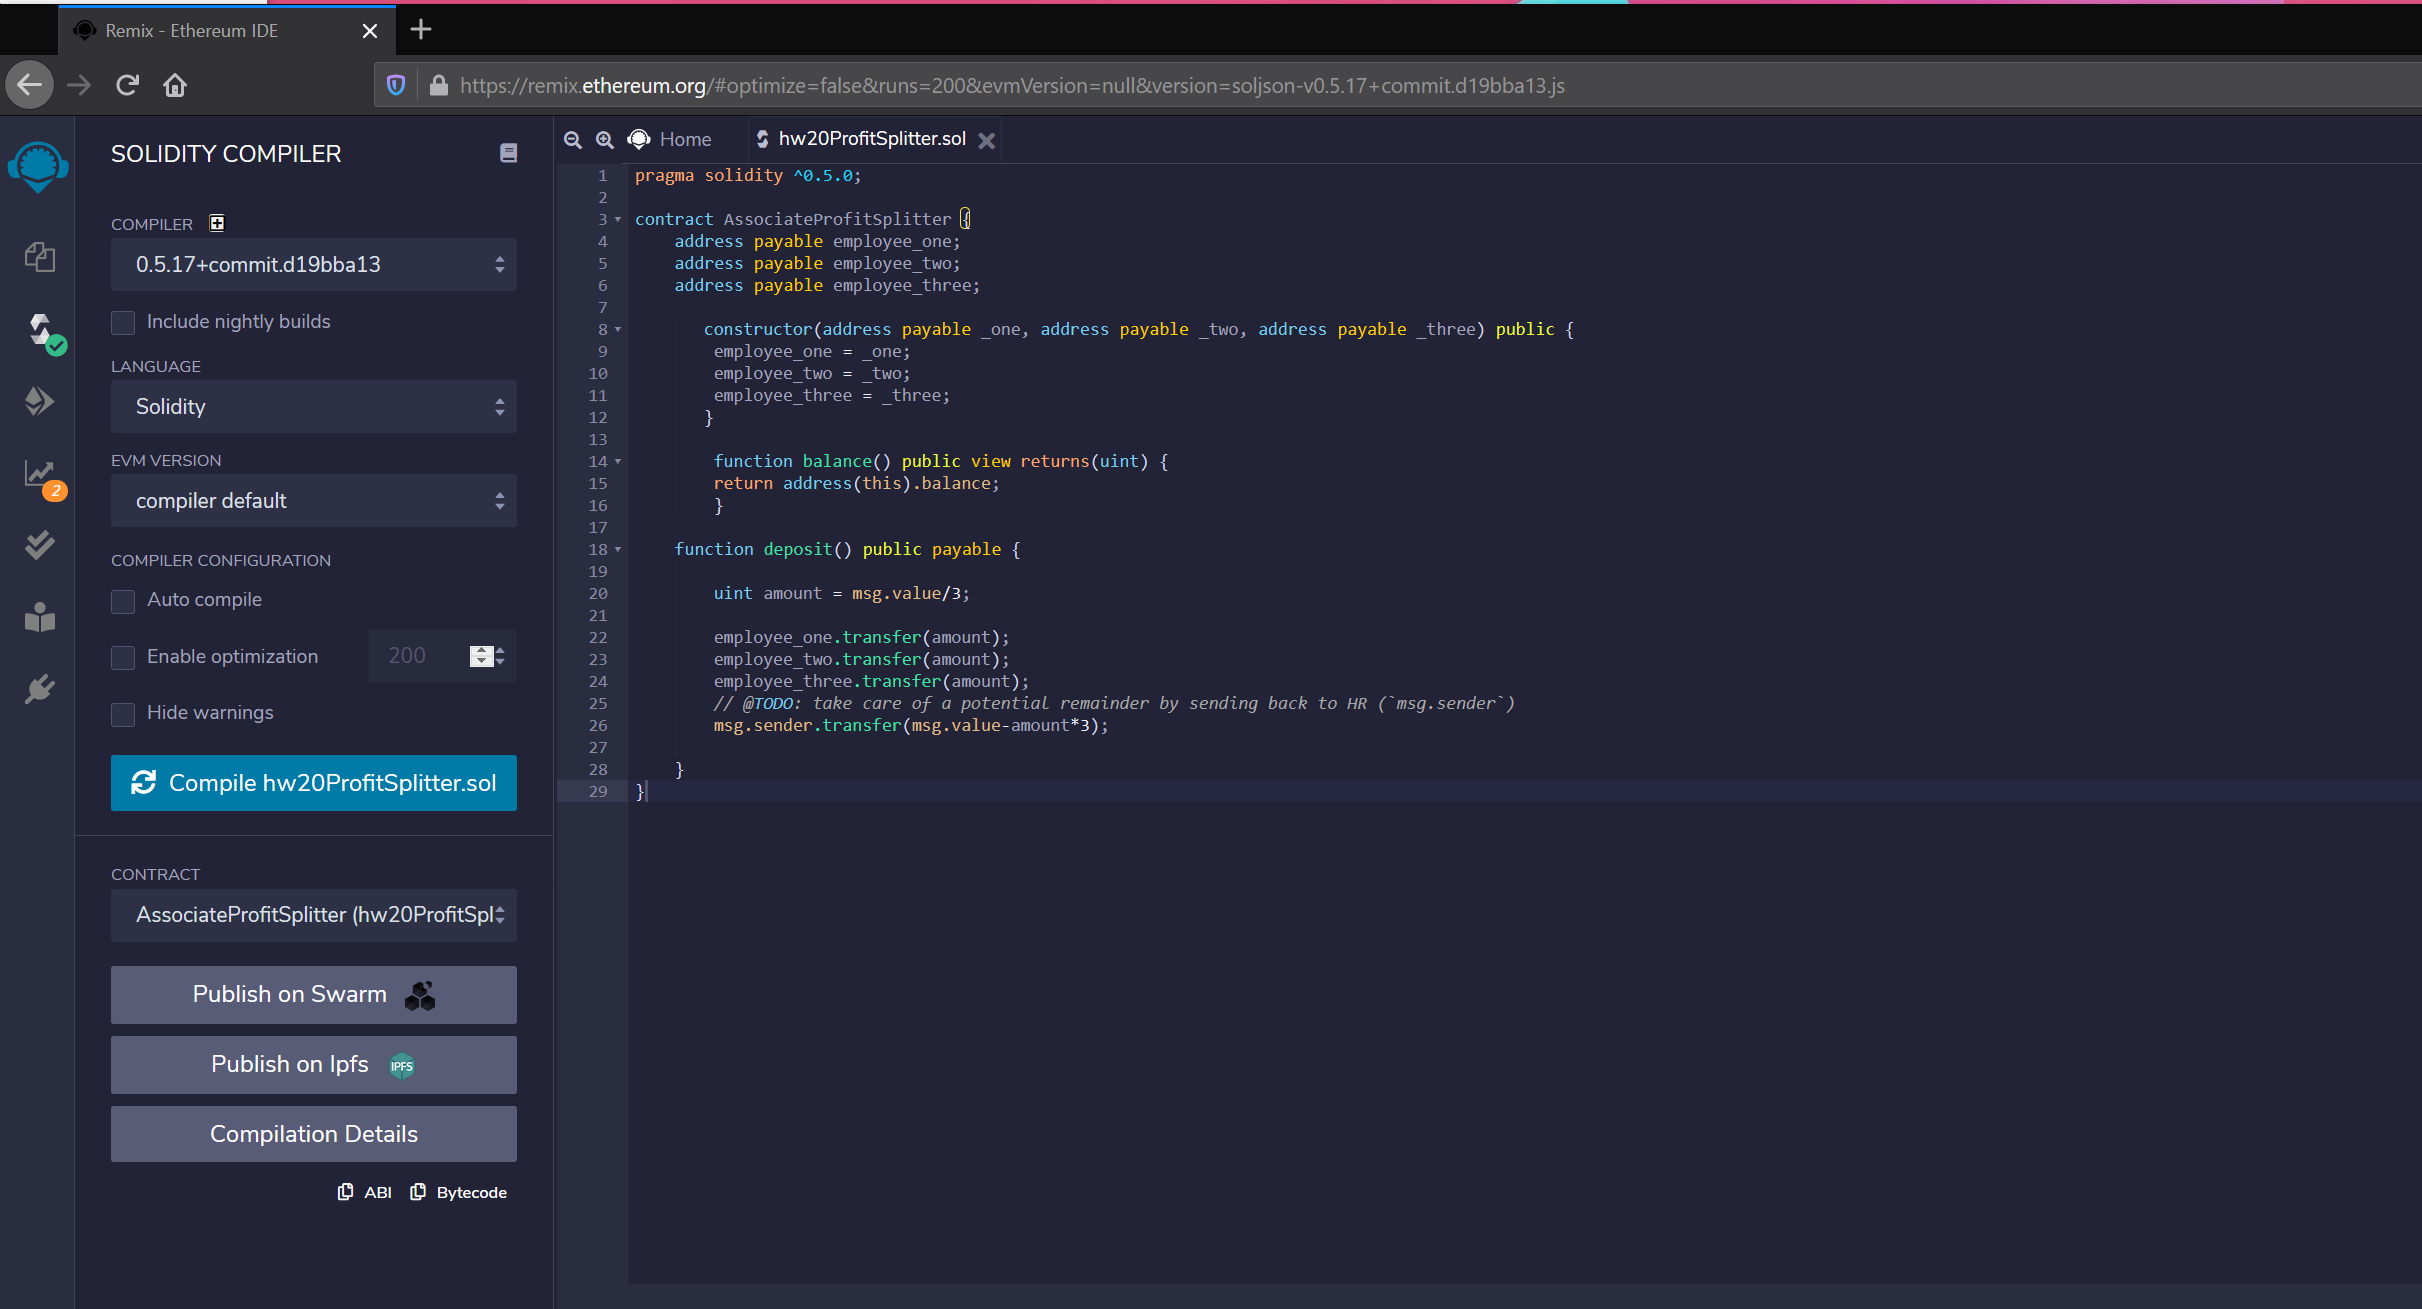 Remix - Ethereum IDE
https://remix.ethereum.org/#optimize=false&runs=200&evmVersion=null&version=soljson-v0.5.17+commit.d19bba13.js
SOLIDITY COMPILER
COMPILER
0.5.17+commit.d19bba13
Include nightly builds
LANGUAGE
Solidity
EVM VERSION
compiler default
2
COMPILER CONFIGURATION
Auto compile
Enable optimization 200
Hide warnings
Compile hw20ProfitSplitter.sol
CONTRACT
AssociateProfitSplitter (hw20ProfitSpl
Publish on Swarm
Publish on Ipfs IPFS
Compilation Details
ABI Bytecode
Home hw20ProfitSplitter.sol
1 pragma solidity ^0.5.0;
2
3 contract AssociateProfitSplitter {
4 address payable employee_one;
5 address payable employee_two;
6 address payable employee_three;
7
8 constructor(address payable _one, address payable _two, address payable _three) public {
9 employee_one = _one;
10 employee_two = _two;
11 employee_three = _three;
12 }
13
14 function balance() public view returns(uint) {
15 return address(this).balance;
16 }
17
18 function deposit() public payable {
19
20 uint amount = msg.value/3;
21
22 employee_one.transfer(amount);
23 employee_two.transfer(amount);
24 employee_three.transfer(amount);
25 // @TODO: take care of a potential remainder by sending back to HR (`msg.sender`)
26 msg.sender.transfer(msg.value-amount*3);
27
28 }
29 }